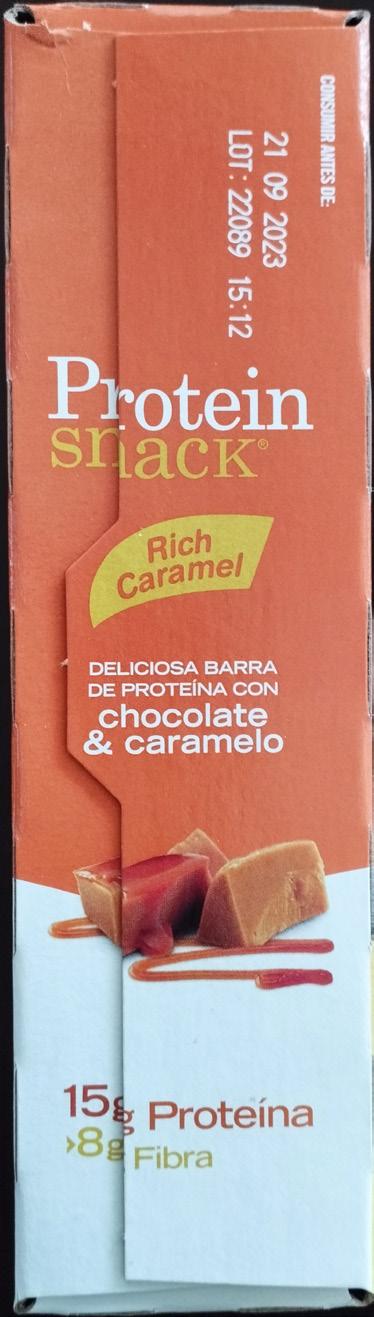 CONSUMIR ANTES DE:
21 09 2023
LOT: 22089 15:12
Protein
snack®
Rich
Caramel
DELICIOSA BARRA
DE PROTEÍNA CON
chocolate
& caramelo
15g Proteína
>8g Fibra